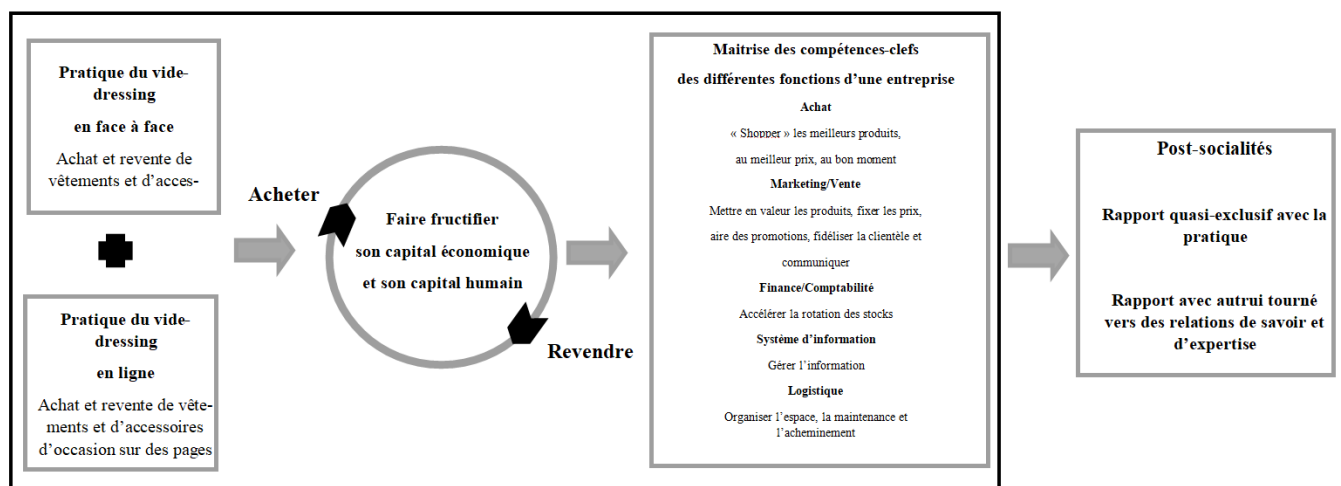 Pratique du vide-
dressing
en face à face
Achat et revente de
vêtements et d'acces-
Pratique du vide-
dressing
en ligne
Achat et revente de vête-
ments et d'accessoires
d'occasion sur des pages
Acheter
Faire fructifier
son capital économique
et son capital humain
Revendre
Maitrise des compétences-clefs
des différentes fonctions d'une entreprise
Achat
« Shopper » les meilleurs produits,
au meilleur prix, au bon moment
Marketing/Vente
Mettre en valeur les produits, fixer les prix,
aire des promotions, fidéliser la clientèle et
communiquer
Finance/Comptabilité
Accélérer la rotation des stocks
Système d'information
Gérer l'information
Logistique
Organiser l'espace, la maintenance et
l'acheminement
Post-socialités
Rapport quasi-exclusif avec la
pratique
Rapport avec autrui tourné
vers des relations de savoir et
d'expertise